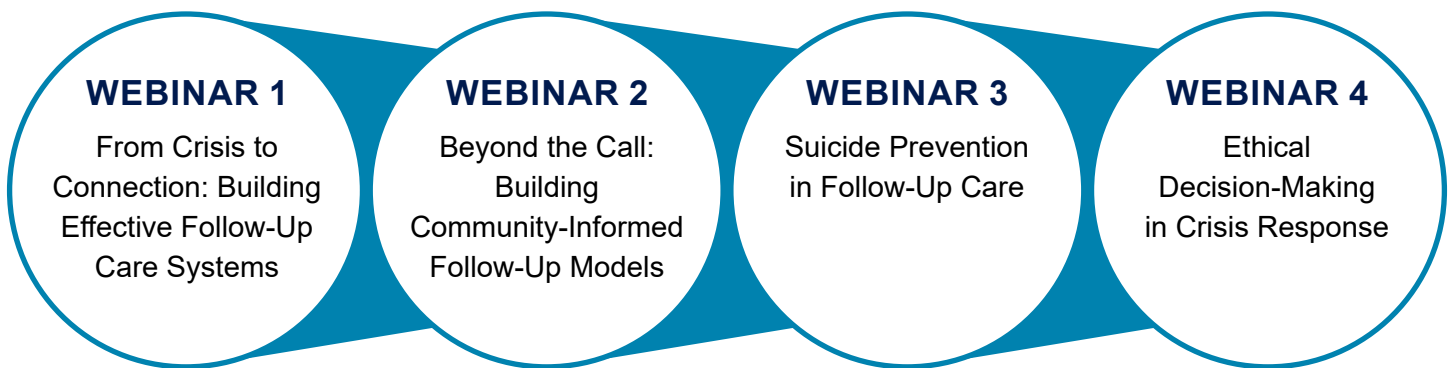 WEBINAR 1
From Crisis to
Connection: Building
Effective Follow-Up
Care Systems
WEBINAR 2
Beyond the Call:
Building
Community-Informed
Follow-Up Models
WEBINAR 3
Suicide Prevention
in Follow-Up Care
WEBINAR 4
Ethical
Decision-Making
in Crisis Response